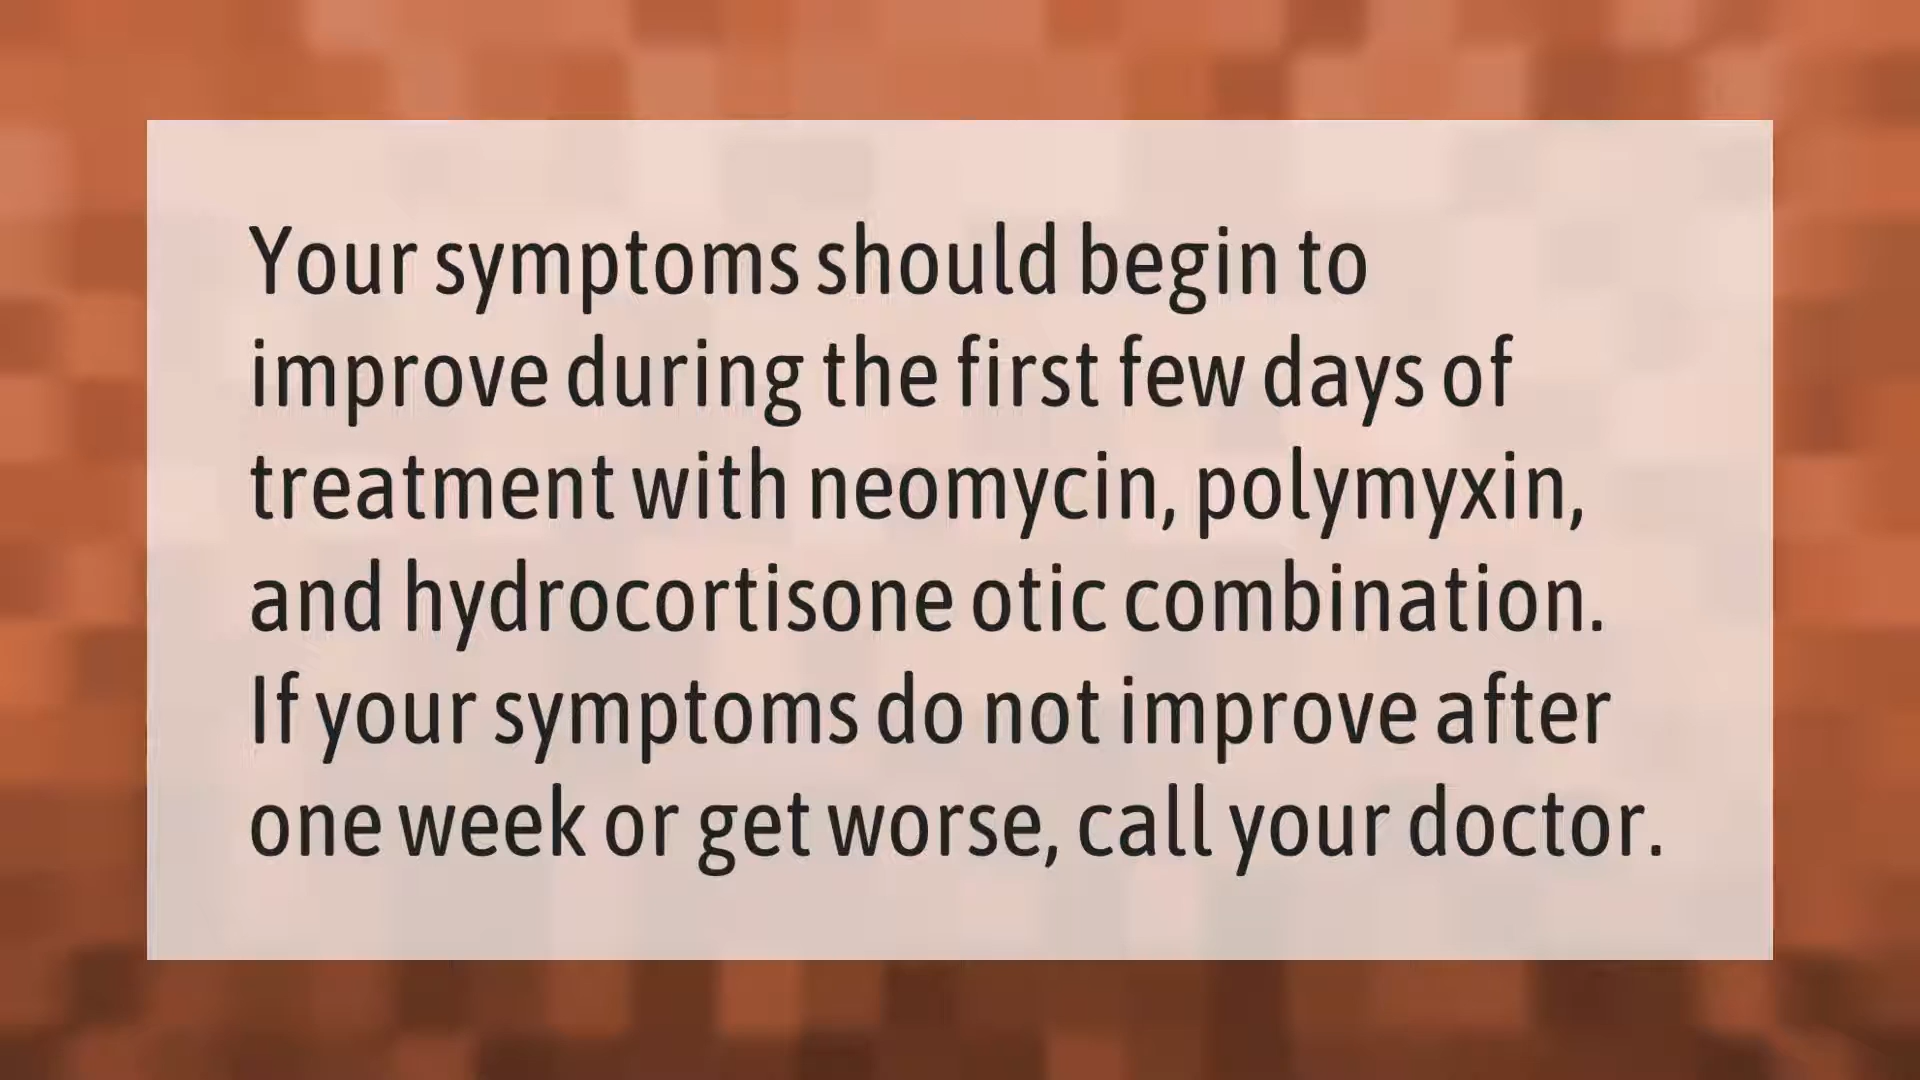 Your symptoms should begin to
improve during the first few days of
treatment with neomycin, polymyxin,
and hydrocortisone otic combination.
If your symptoms do not improve after
one week or get worse, call your doctor.